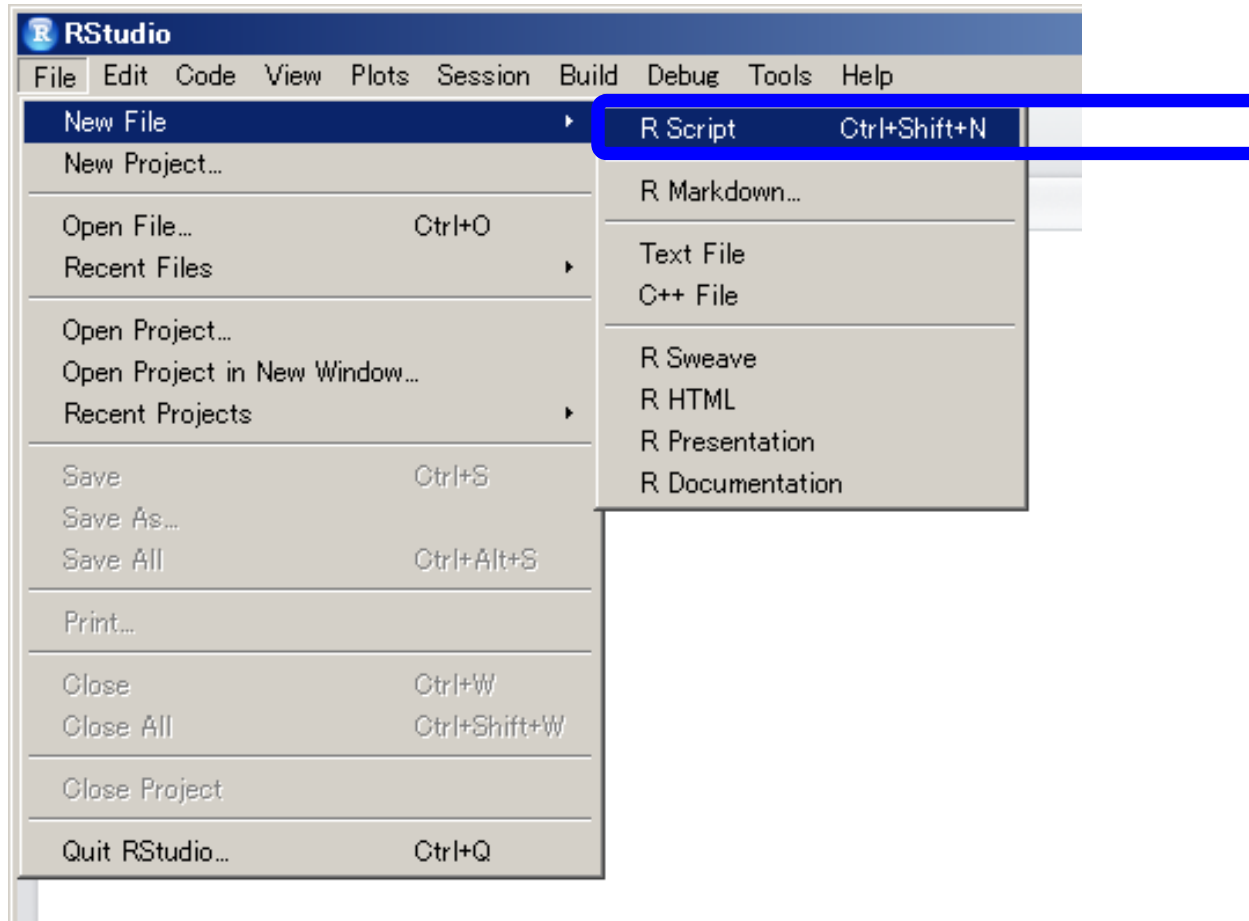 RStudio
File Edit Code View Plots Session Build Debug Tools Help
New File
New Project...
Open File... Ctrl+O
Recent Files
Open Project...
Open Project in New Window...
Recent Projects
Save Ctrl+S
Save As...
Save All Ctrl+Alt+S
Print...
Close Ctrl+W
Close All Ctrl+Shift+W
Close Project
Quit RStudio... Ctrl+Q
R Script Ctrl+Shift+N
R Markdown...
Text File
C++ File
R Sweave
R HTML
R Presentation
R Documentation